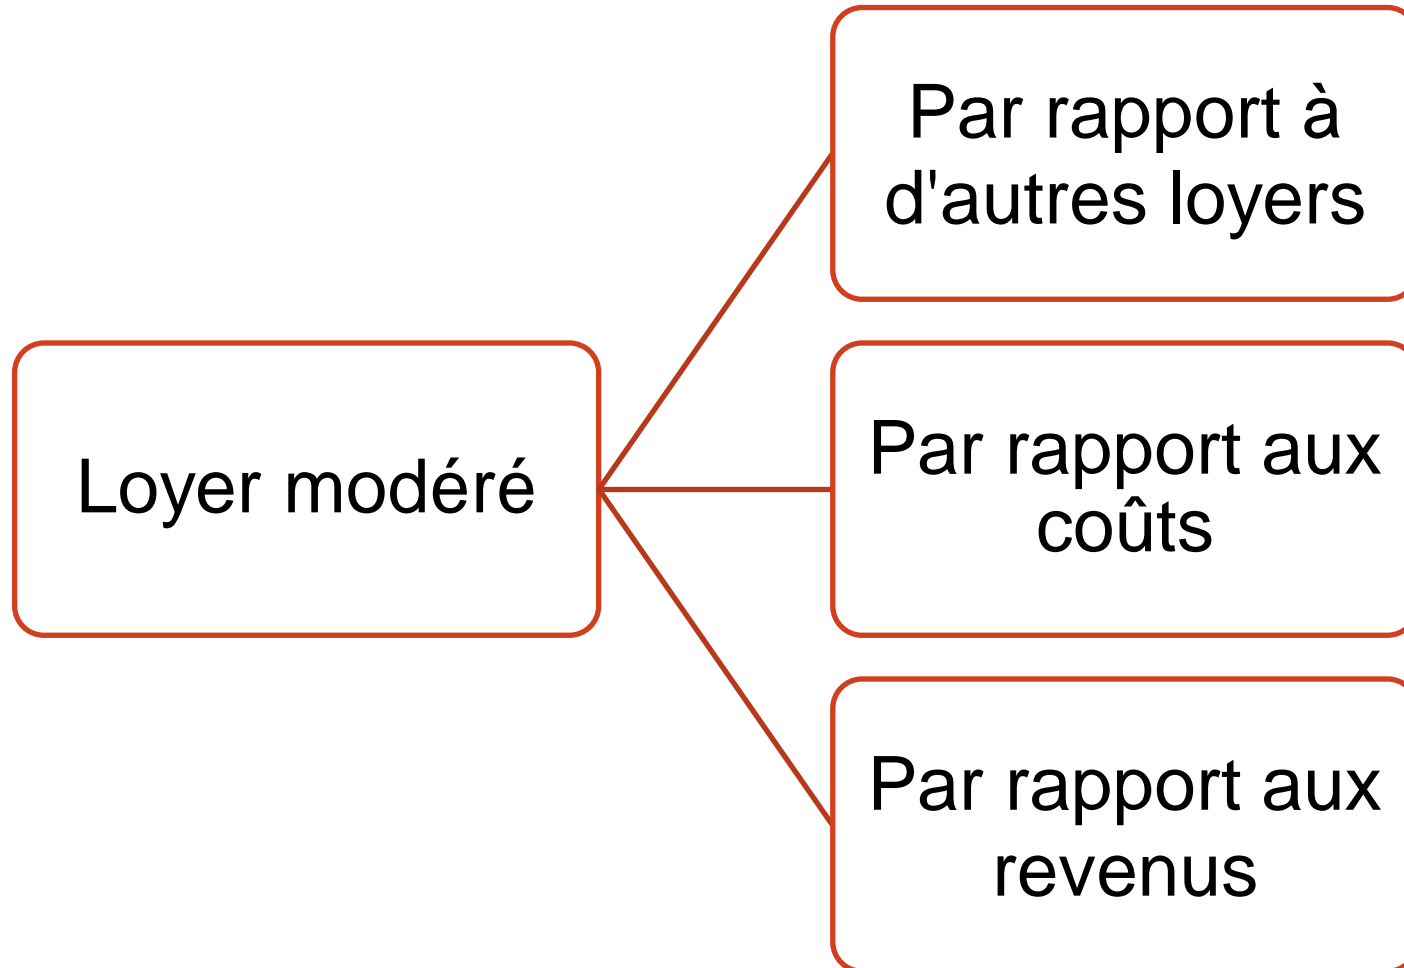 Par rapport à
d'autres loyers
Loyer modéré
Par rapport aux
coûts
Par rapport aux
revenus